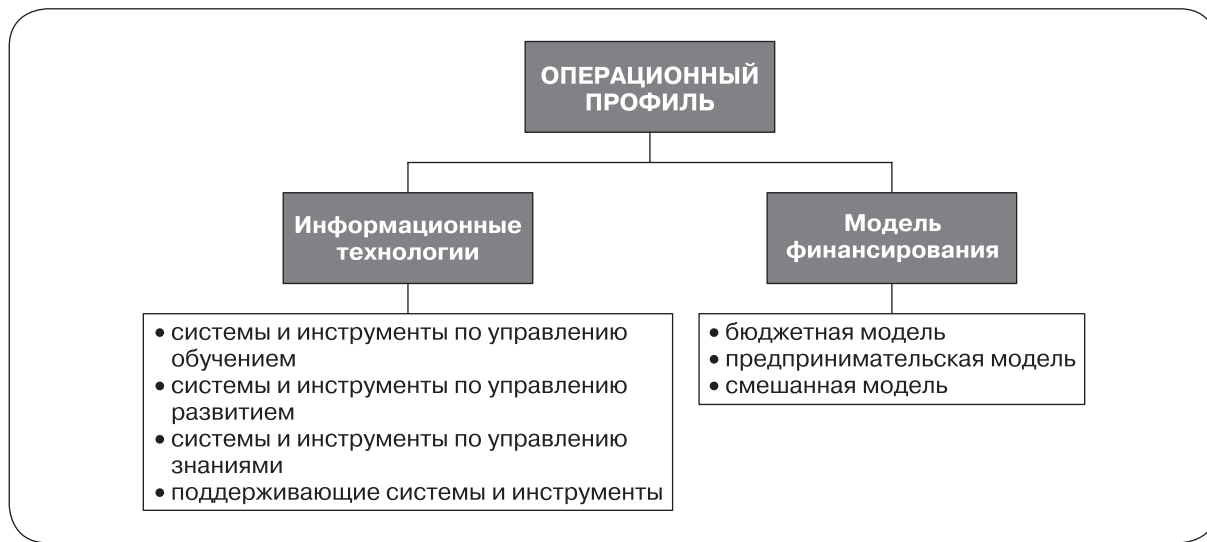 ОПЕРАЦИОННЫЙ
ПРОФИЛЬ
Информационные
технологии
• системы и инструменты по управлению
обучением
• системы и инструменты по управлению
развитием
• системы и инструменты по управлению
знаниями
• поддерживающие системы и инструменты
Модель
финансирования
• бюджетная модель
• предпринимательская модель
• смешанная модель